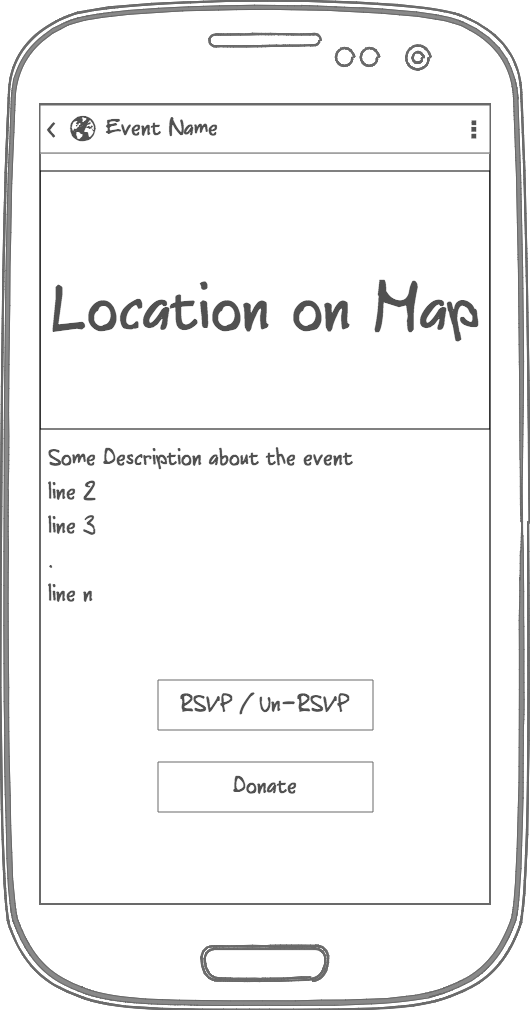 Event Name
Location on Map
Some Description about the event
line 2
line 3
.
line n
RSVP / Un-RSVP
Donate